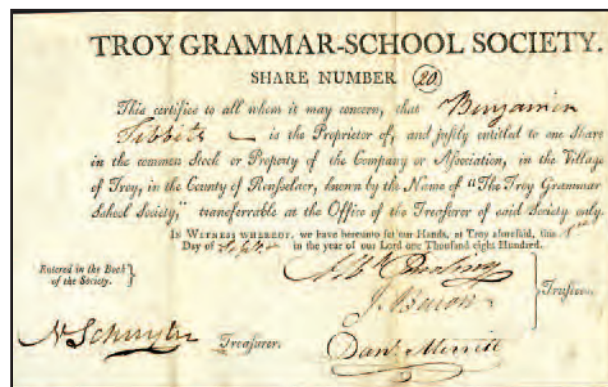 TROY GRAMMAR-SCHOOL SOCIETY.
SHARE NUMBER 20
This certifies to all whom it may concern, that Benjamin
Tibbits is the Proprietor of, and justly entitled to one Share
in the common Stock or Property of the Company or Association, in the Village
of Troy, in the County of Rensselaer, known by the Name of “The Troy Grammar
School Society,” transferrable at the Office of the Treasurer of said Society only.
IN WITNESS WHEREOF, we have hereunto set our Hands, at Troy aforesaid, this
Day of Sept. in the year of our Lord one Thousand eight Hundred.
Entered in the Book
of the Society.
Trustees.
N Schuyler Treasurer.
Danl. Merritt